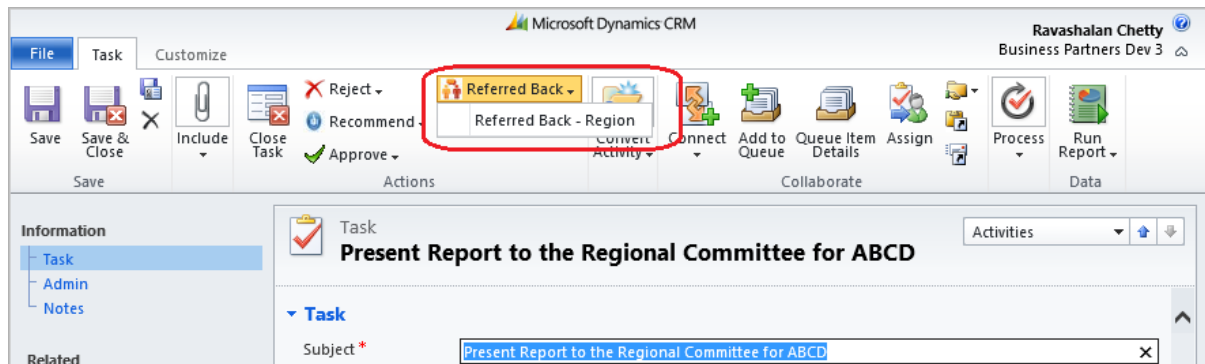 Microsoft Dynamics CRM
Ravashalan Chetty
Business Partners Dev 3
File Task Customize
Reject
Recommend
Approve
Referred Back
Referred Back - Region
Save
Save & Close
Include
Close Task
Convert Activity
Connect
Add to Queue
Queue Item Details
Assign
Process
Run Report
Save
Actions
Collaborate
Data
Information
Task
Admin
Notes
Related
Task
Present Report to the Regional Committee for ABCD
Activities
Task
Subject *
Present Report to the Regional Committee for ABCD